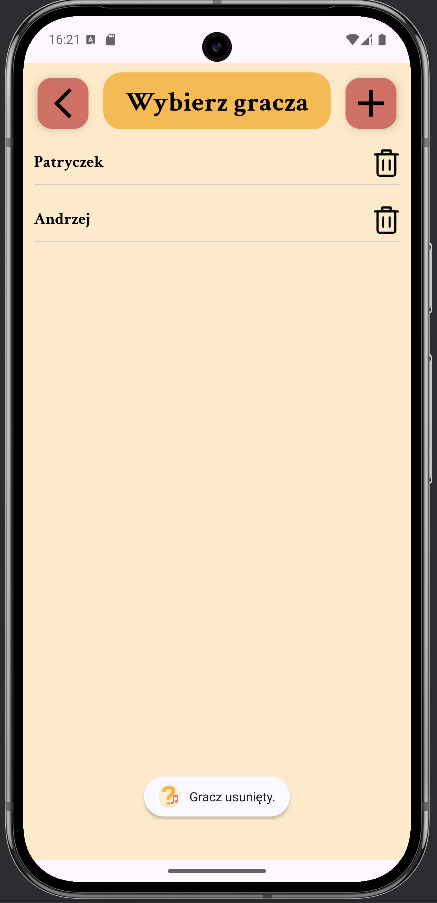 16:21
Wybierz gracza
Patryczek
Andrzej
Gracz usunięty.